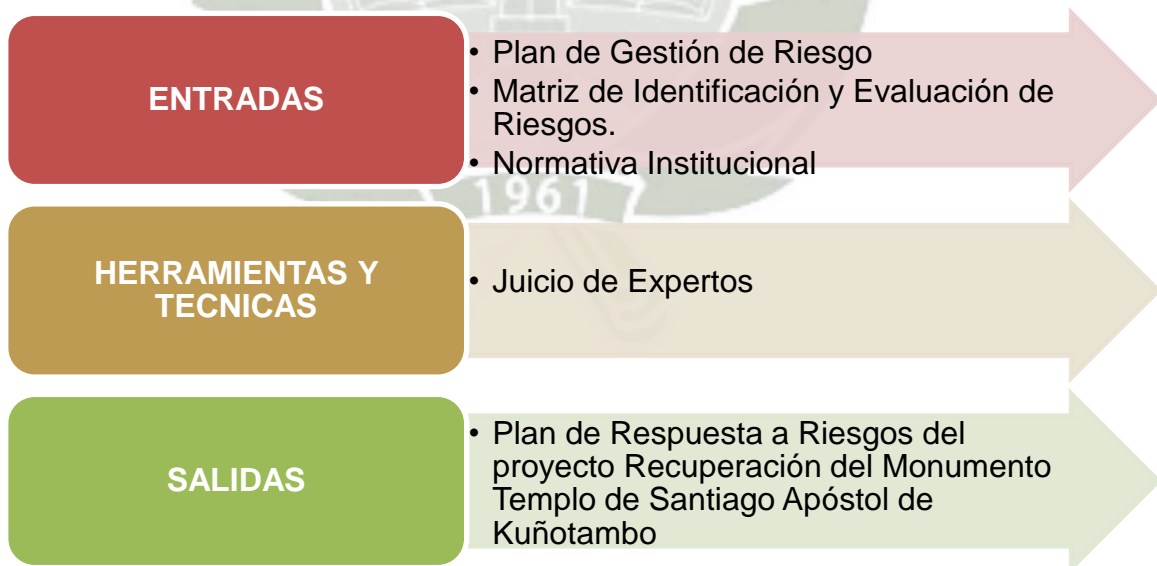 ENTRADAS
• Plan de Gestión de Riesgo
• Matriz de Identificación y Evaluación de
Riesgos.
• Normativa Institucional
1961
HERRAMIENTAS Y
TECNICAS
• Juicio de Expertos
SALIDAS
• Plan de Respuesta a Riesgos del
proyecto Recuperación del Monumento
Templo de Santiago Apóstol de
Kuñotambo